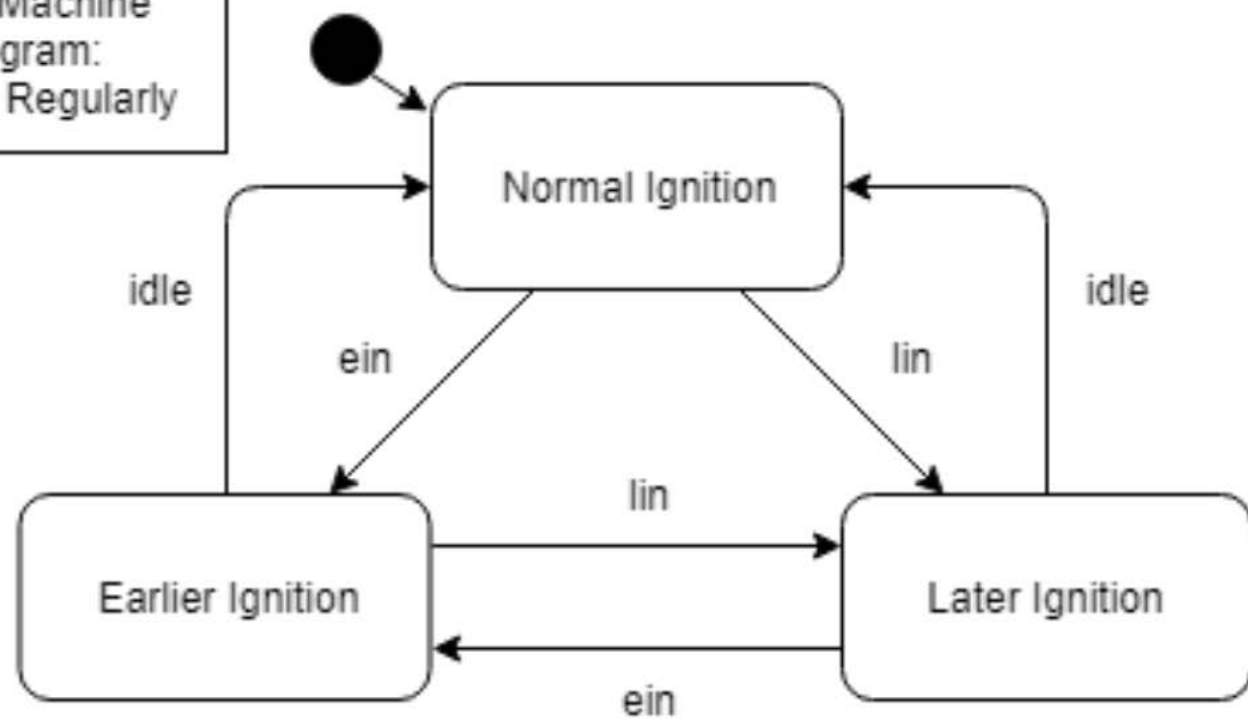 Machine
gram:
Regularly
Normal Ignition
idle
idle
ein
lin
lin
Earlier Ignition
Later Ignition
ein